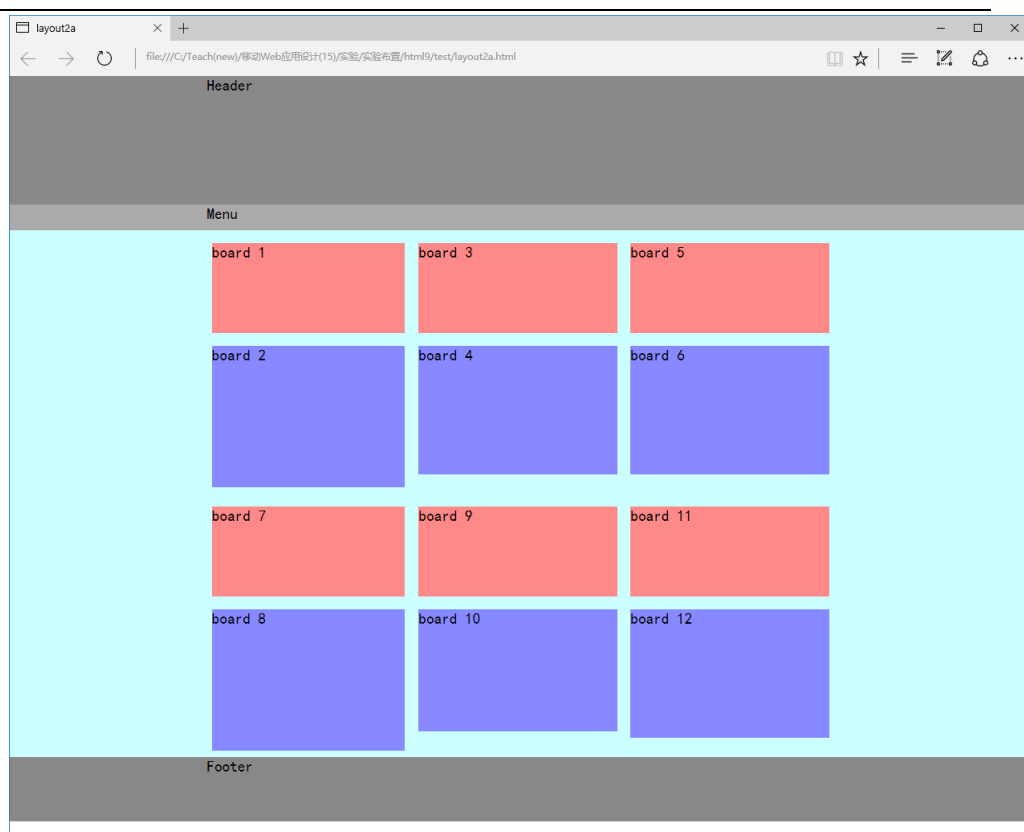 layout2a
file:///C:/Teach(new)/移动Web应用设计(15)/实验/实验布置/html9/test/layout2a.html
Header
Menu
board 1 board 3 board 5
board 2 board 4 board 6
board 7 board 9 board 11
board 8 board 10 board 12
Footer